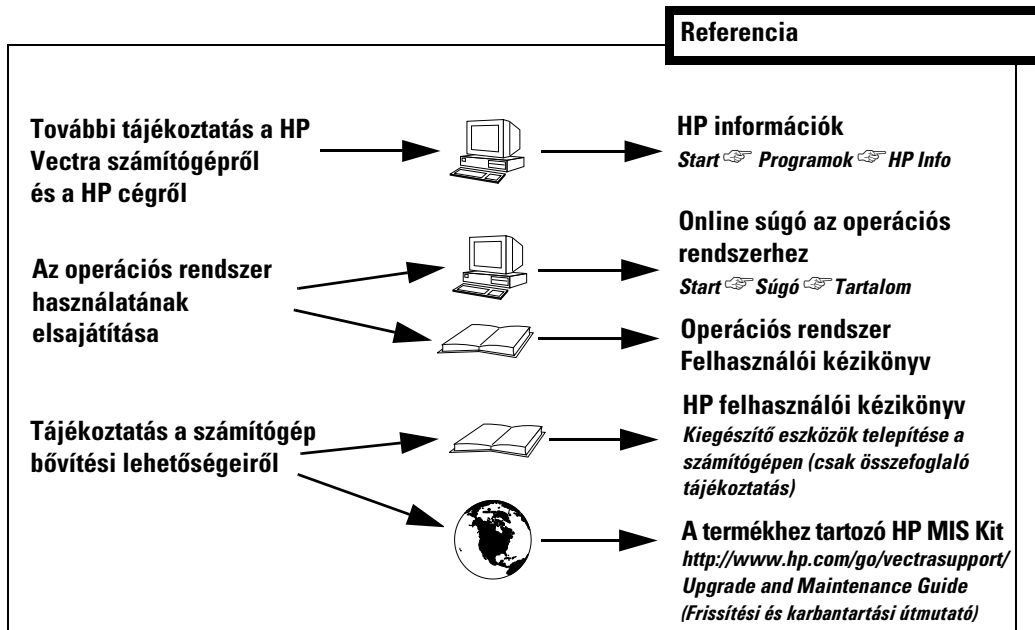 Referencia
További tájékoztatás a HP
Vectra számítógépről
és a HP cégről
HP információk
Start ☞ Programok ☞ HP Info
Az operációs rendszer
használatának
elsajátítása
Online súgó az operációs
rendszerhez
Start ☞ Súgó ☞ Tartalom
Operációs rendszer
Felhasználói kézikönyv
Tájékoztatás a számítógép
bővítési lehetőségeiről
HP felhasználói kézikönyv
Kiegészítő eszközök telepítése a
számítógépen (csak összefoglaló
tájékoztatás)
A termékhez tartozó HP MIS Kit
http://www.hp.com/go/vectrasupport/
Upgrade and Maintenance Guide
(Frissítési és karbantartási útmutató)